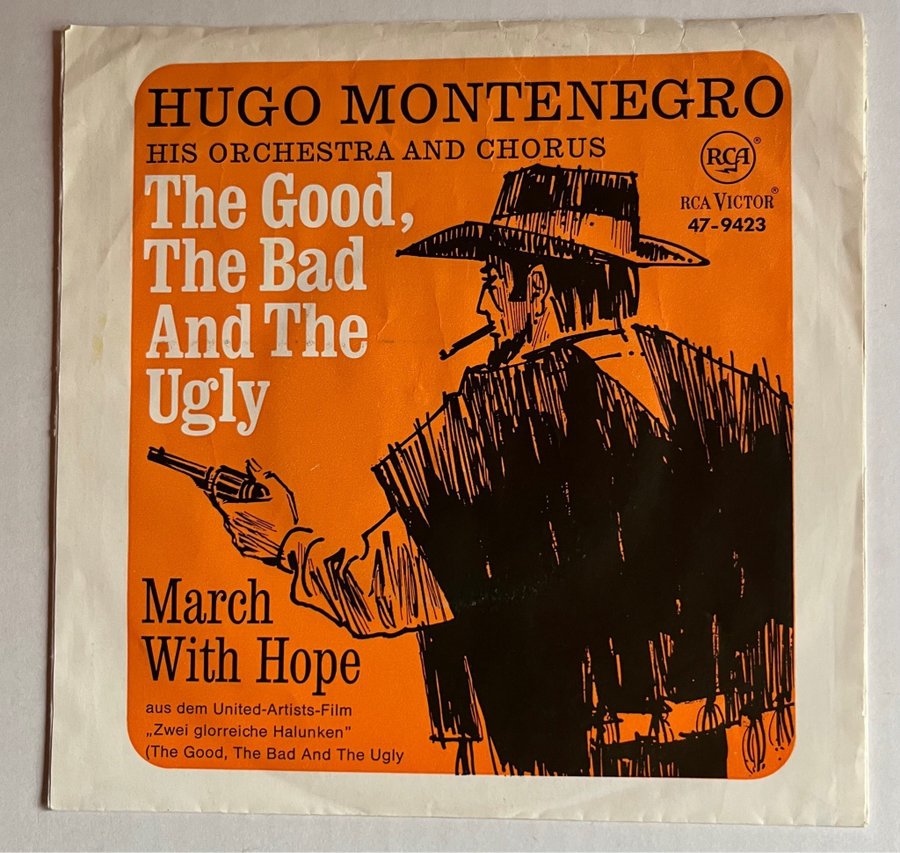 HUGO MONTENEGRO
HIS ORCHESTRA AND CHORUS
RCA®
RCA VICTOR®
47-9423
The Good,
The Bad
And The
Ugly
March
With Hope
aus dem United-Artists-Film
„Zwei glorreiche Halunken”
(The Good, The Bad And The Ugly